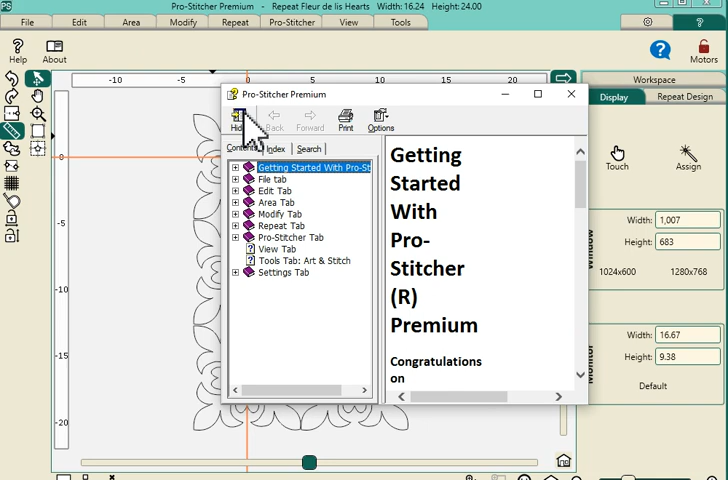 PS Pro-Stitcher Premium - Repeat Fleur de lis Hearts Width: 16.24 Height: 24.00
File Edit Area Modify Repeat Pro-Stitcher View Tools ?
Help About ? Motors
-10 -5 0 5 10
Workspace
Display Repeat Design
Pro-Stitcher Premium
Back Forward Print Options
Index Search
Getting Started With Pro-St
File tab
Edit Tab
Area Tab
Modify Tab
Repeat Tab
Pro-Stitcher Tab
View Tab
Tools Tab: Art & Stitch
Settings Tab
Getting
Started
With
Pro-
Stitcher
(R)
Premium
Congratulations
on
0
-5
-10
-15
-20
Touch Assign
Window
Width: 1,007
Height: 683
1024x600 1280x768
Monitor
Width: 16.67
Height: 9.38
Default